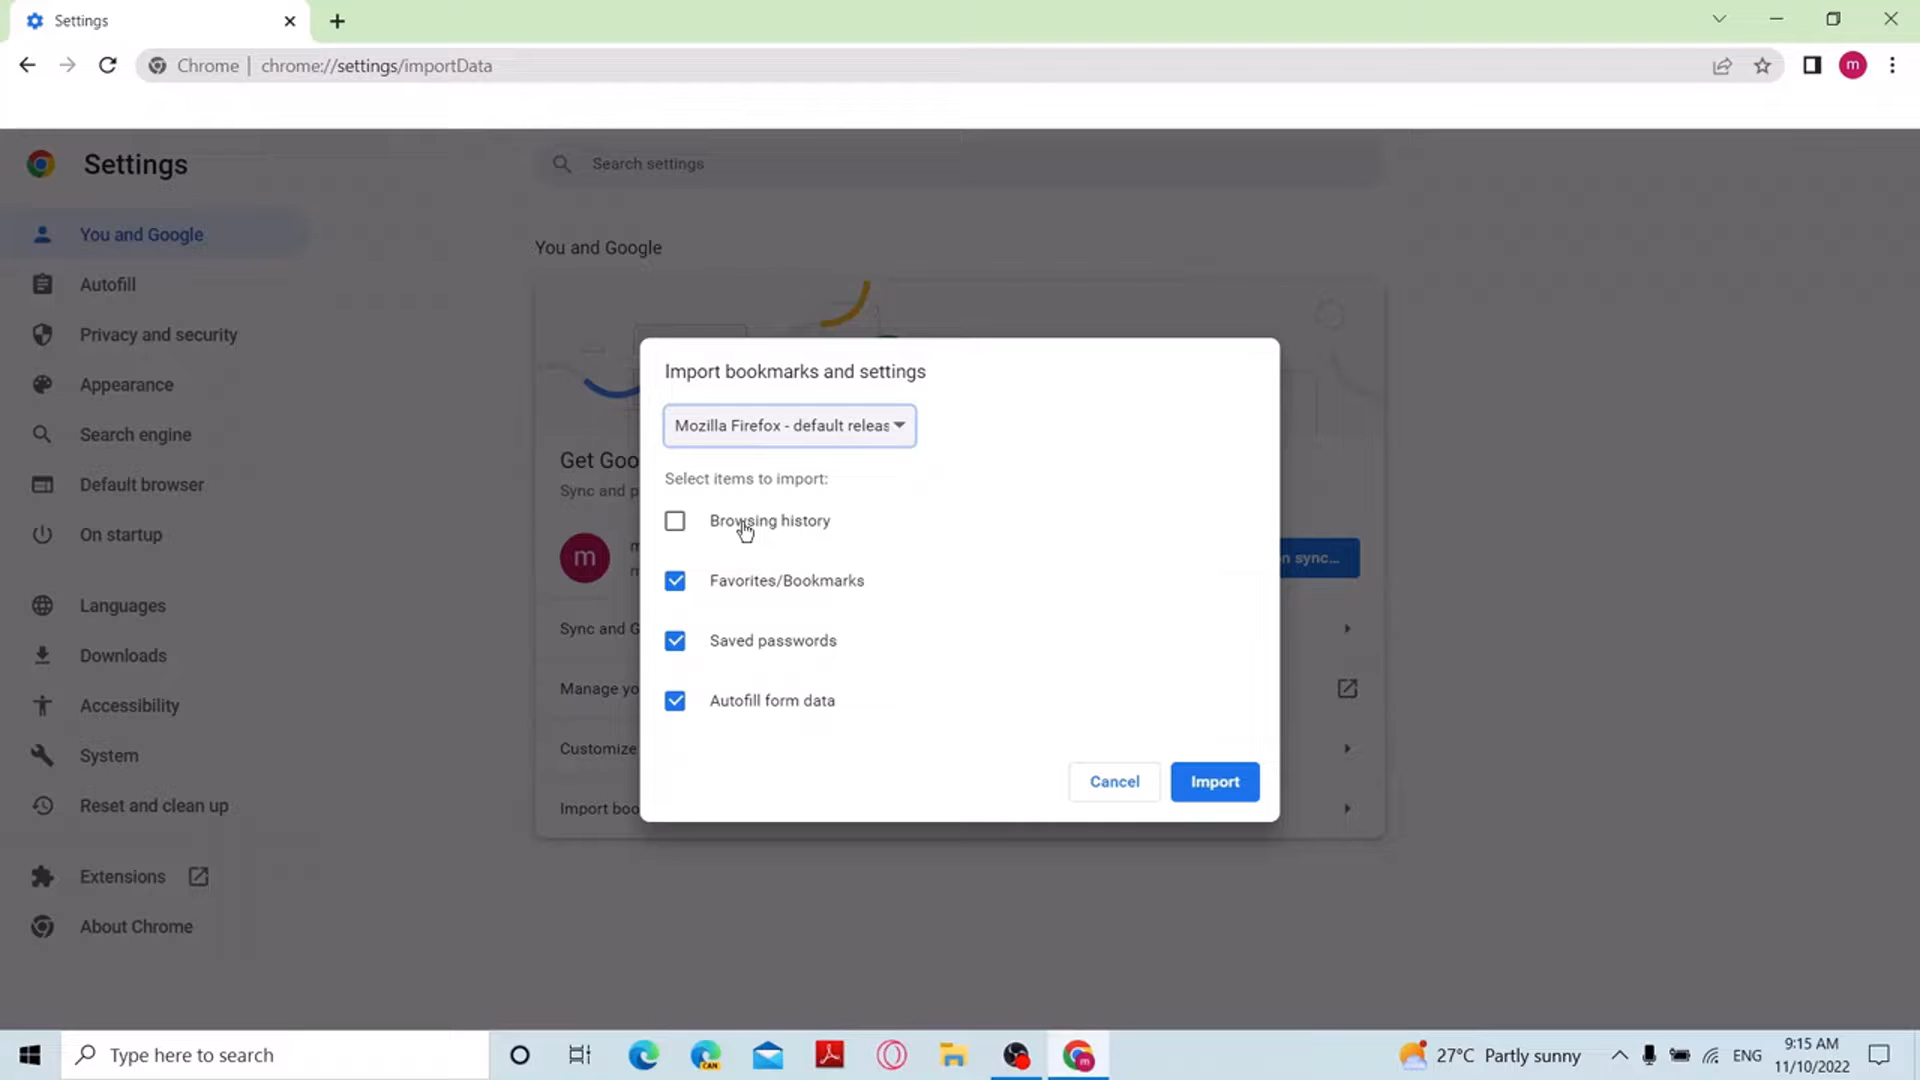 Settings
Chrome | chrome://settings/importData
m
Settings
Search settings
You and Google
Autofill
Privacy and security
Appearance
Search engine
Default browser
On startup
Languages
Downloads
Accessibility
System
Reset and clean up
Extensions
About Chrome
You and Google
Get Goo
Sync and p
m
n sync...
Sync and G
Manage yo
Customize
Import boo
Import bookmarks and settings
Mozilla Firefox - default releas
Select items to import:
Browsing history
Favorites/Bookmarks
Saved passwords
Autofill form data
Cancel
Import
Type here to search
CAN
m
27°C Partly sunny
ENG
9:15 AM
11/10/2022